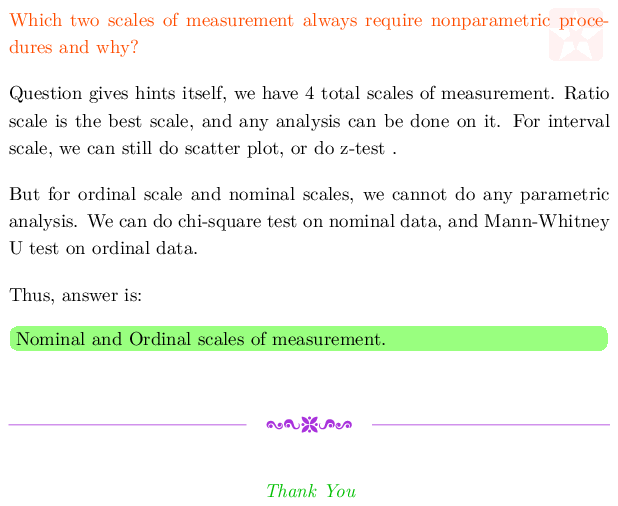 Which two scales of measurement always require nonparametric proce-
dures and why?
Question gives hints itself, we have 4 total scales of measurement. Ratio
scale is the best scale, and any analysis can be done on it. For interval
scale, we can still do scatter plot, or do z-test .
But for ordinal scale and nominal scales, we cannot do any parametric
analysis. We can do chi-square test on nominal data, and Mann-Whitney
U test on ordinal data.
Thus, answer is:
Nominal and Ordinal scales of measurement.
Thank You